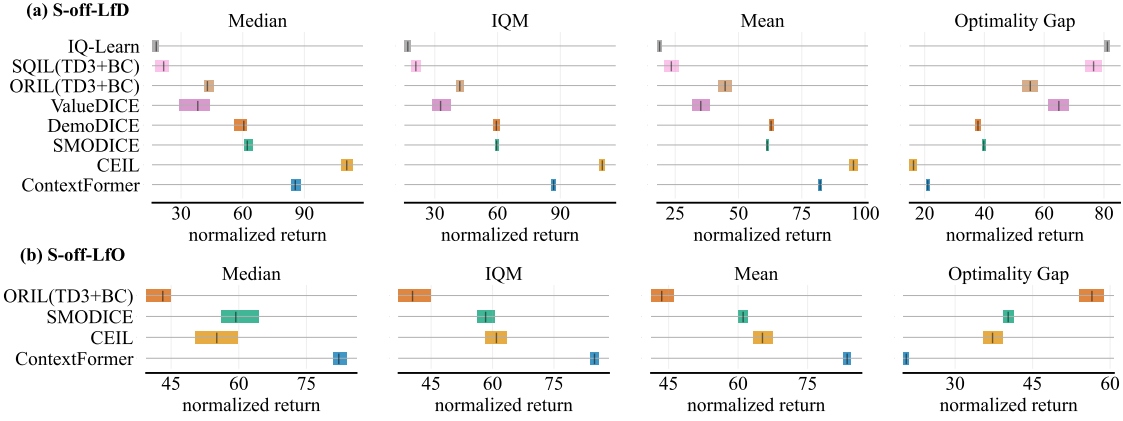 (a) S-off-LfD
Median IQM Mean Optimality Gap
IQ-Learn
SQIL(TD3+BC)
ORIL(TD3+BC)
ValueDICE
DemoDICE
SMODICE
CEIL
ContextFormer
30 60 90 30 60 90 25 50 75 100 20 40 60 80
normalized return normalized return normalized return normalized return
(b) S-off-LfO
Median IQM Mean Optimality Gap
ORIL(TD3+BC)
SMODICE
CEIL
ContextFormer
45 60 75 45 60 75 45 60 75 30 45 60
normalized return normalized return normalized return normalized return